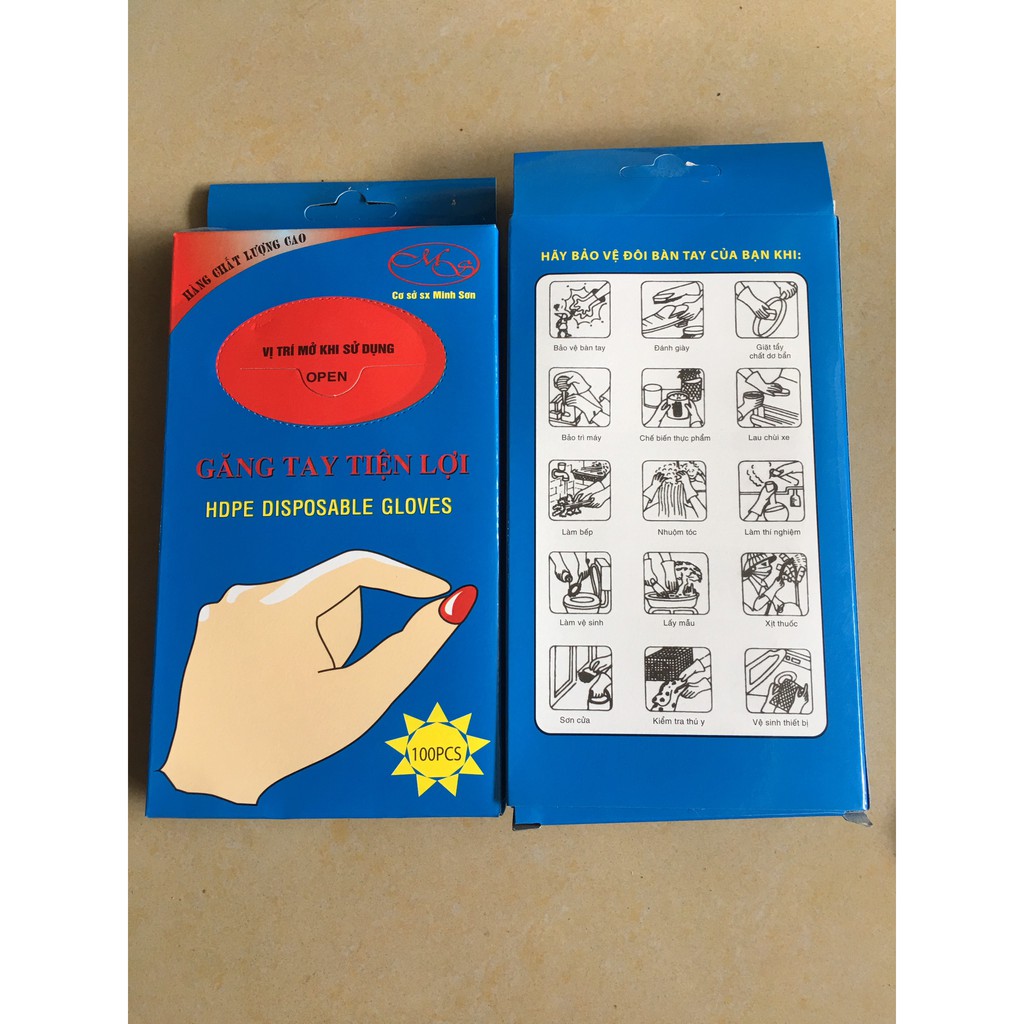 HÀNG CHẤT LƯỢNG CAO
MS
Cơ sở sx Minh Sơn
VỊ TRÍ MỞ KHI SỬ DỤNG
OPEN
GĂNG TAY TIỆN LỢI
HDPE DISPOSABLE GLOVES
100PCS
HÃY BẢO VỆ ĐÔI BÀN TAY CỦA BẠN KHI:
Bảo vệ bàn tay
Đánh giày
Giặt tẩy
chất dơ bẩn
Bảo trì máy
Chế biến thực phẩm
Lau chùi xe
Làm bếp
Nhuộm tóc
Làm thí nghiệm
Làm vệ sinh
Lấy mẫu
Xịt thuốc
Sơn cửa
Kiểm tra thú y
Vệ sinh thiết bị